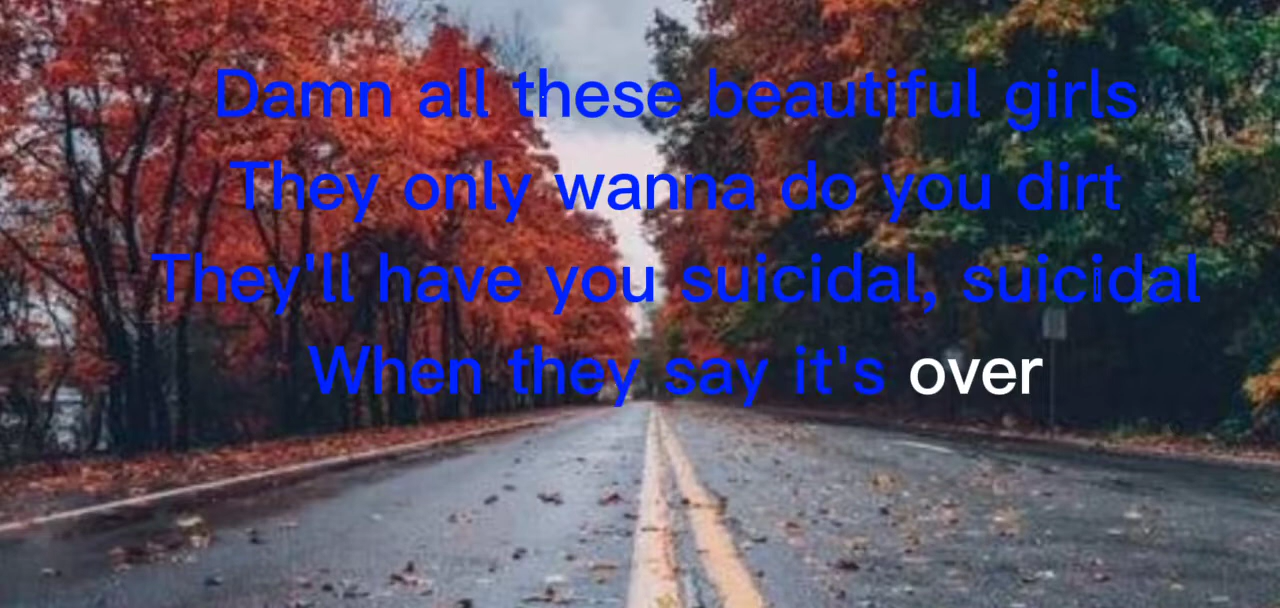 Damn all these beautiful girls
They only wanna do you dirt
They'll have you suicidal, suicidal
When they say it's over